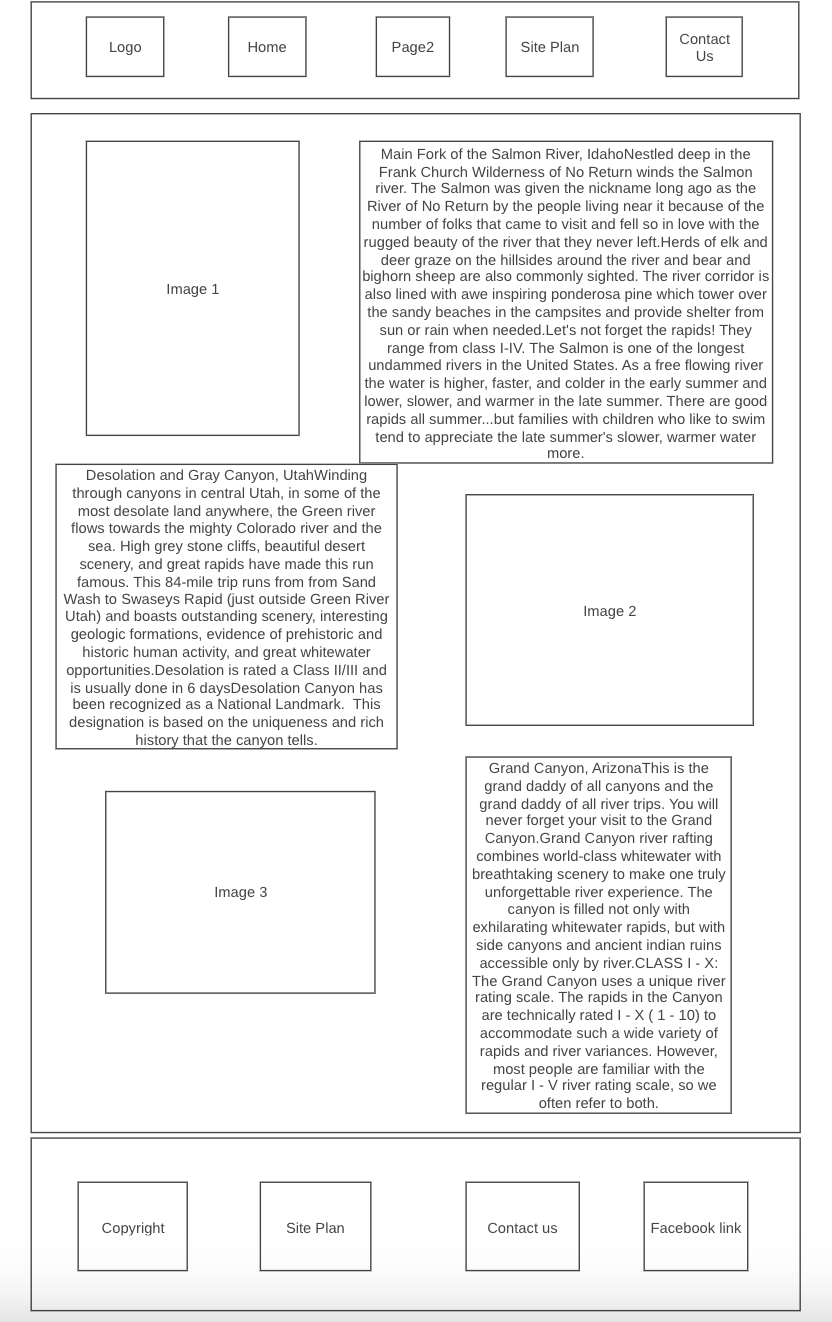 Logo
Home
Page2
Site Plan
Contact
Us
Image 1
Main Fork of the Salmon River, IdahoNestled deep in the
Frank Church Wilderness of No Return winds the Salmon
river. The Salmon was given the nickname long ago as the
River of No Return by the people living near it because of the
number of folks that came to visit and fell so in love with the
rugged beauty of the river that they never left.Herds of elk and
deer graze on the hillsides around the river and bear and
bighorn sheep are also commonly sighted. The river corridor is
also lined with awe inspiring ponderosa pine which tower over
the sandy beaches in the campsites and provide shelter from
sun or rain when needed.Let's not forget the rapids! They
range from class I-IV. The Salmon is one of the longest
undammed rivers in the United States. As a free flowing river
the water is higher, faster, and colder in the early summer and
lower, slower, and warmer in the late summer. There are good
rapids all summer...but families with children who like to swim
tend to appreciate the late summer's slower, warmer water
more.
Desolation and Gray Canyon, UtahWinding
through canyons in central Utah, in some of the
most desolate land anywhere, the Green river
flows towards the mighty Colorado river and the
sea. High grey stone cliffs, beautiful desert
scenery, and great rapids have made this run
famous. This 84-mile trip runs from from Sand
Wash to Swaseys Rapid (just outside Green River
Utah) and boasts outstanding scenery, interesting
geologic formations, evidence of prehistoric and
historic human activity, and great whitewater
opportunities.Desolation is rated a Class II/III and
is usually done in 6 daysDesolation Canyon has
been recognized as a National Landmark.  This
designation is based on the uniqueness and rich
history that the canyon tells.
Image 2
Image 3
Grand Canyon, ArizonaThis is the
grand daddy of all canyons and the
grand daddy of all river trips. You will
never forget your visit to the Grand
Canyon.Grand Canyon river rafting
combines world-class whitewater with
breathtaking scenery to make one truly
unforgettable river experience. The
canyon is filled not only with
exhilarating whitewater rapids, but with
side canyons and ancient indian ruins
accessible only by river.CLASS I - X:
The Grand Canyon uses a unique river
rating scale. The rapids in the Canyon
are technically rated I - X ( 1 - 10) to
accommodate such a wide variety of
rapids and river variances. However,
most people are familiar with the
regular I - V river rating scale, so we
often refer to both.
Copyright
Site Plan
Contact us
Facebook link